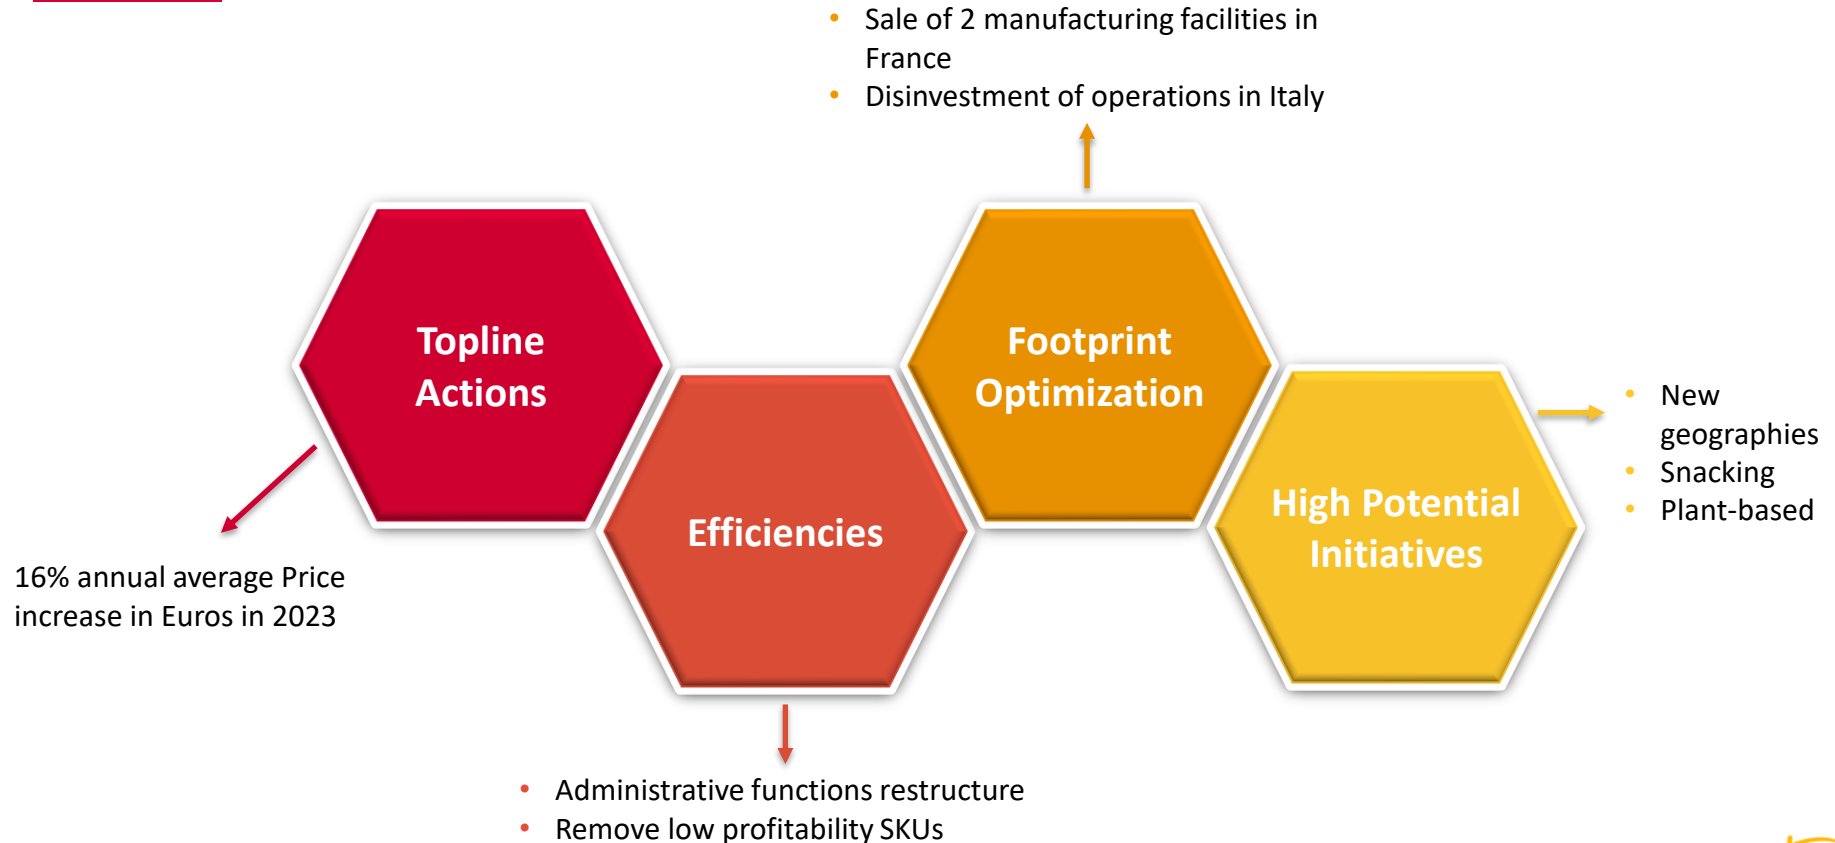 • Sale of 2 manufacturing facilities in
France
• Disinvestment of operations in Italy
Topline
Actions
Footprint
Optimization
Efficiencies
High Potential
Initiatives
• New
geographies
• Snacking
• Plant-based
16% annual average Price
increase in Euros in 2023
• Administrative functions restructure
• Remove low profitability SKUs